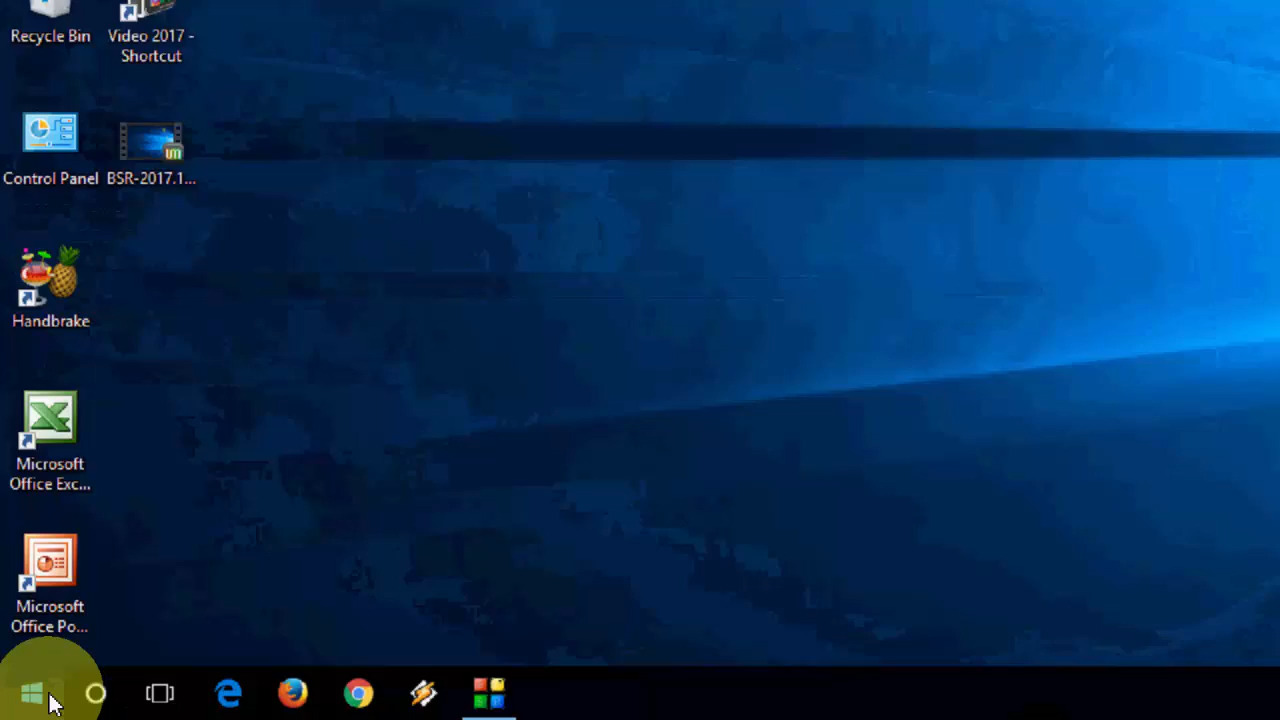 Recycle Bin
Video 2017 -
Shortcut
Control Panel
BSR-2017.1...
Handbrake
Microsoft
Office Exc...
Microsoft
Office Po...